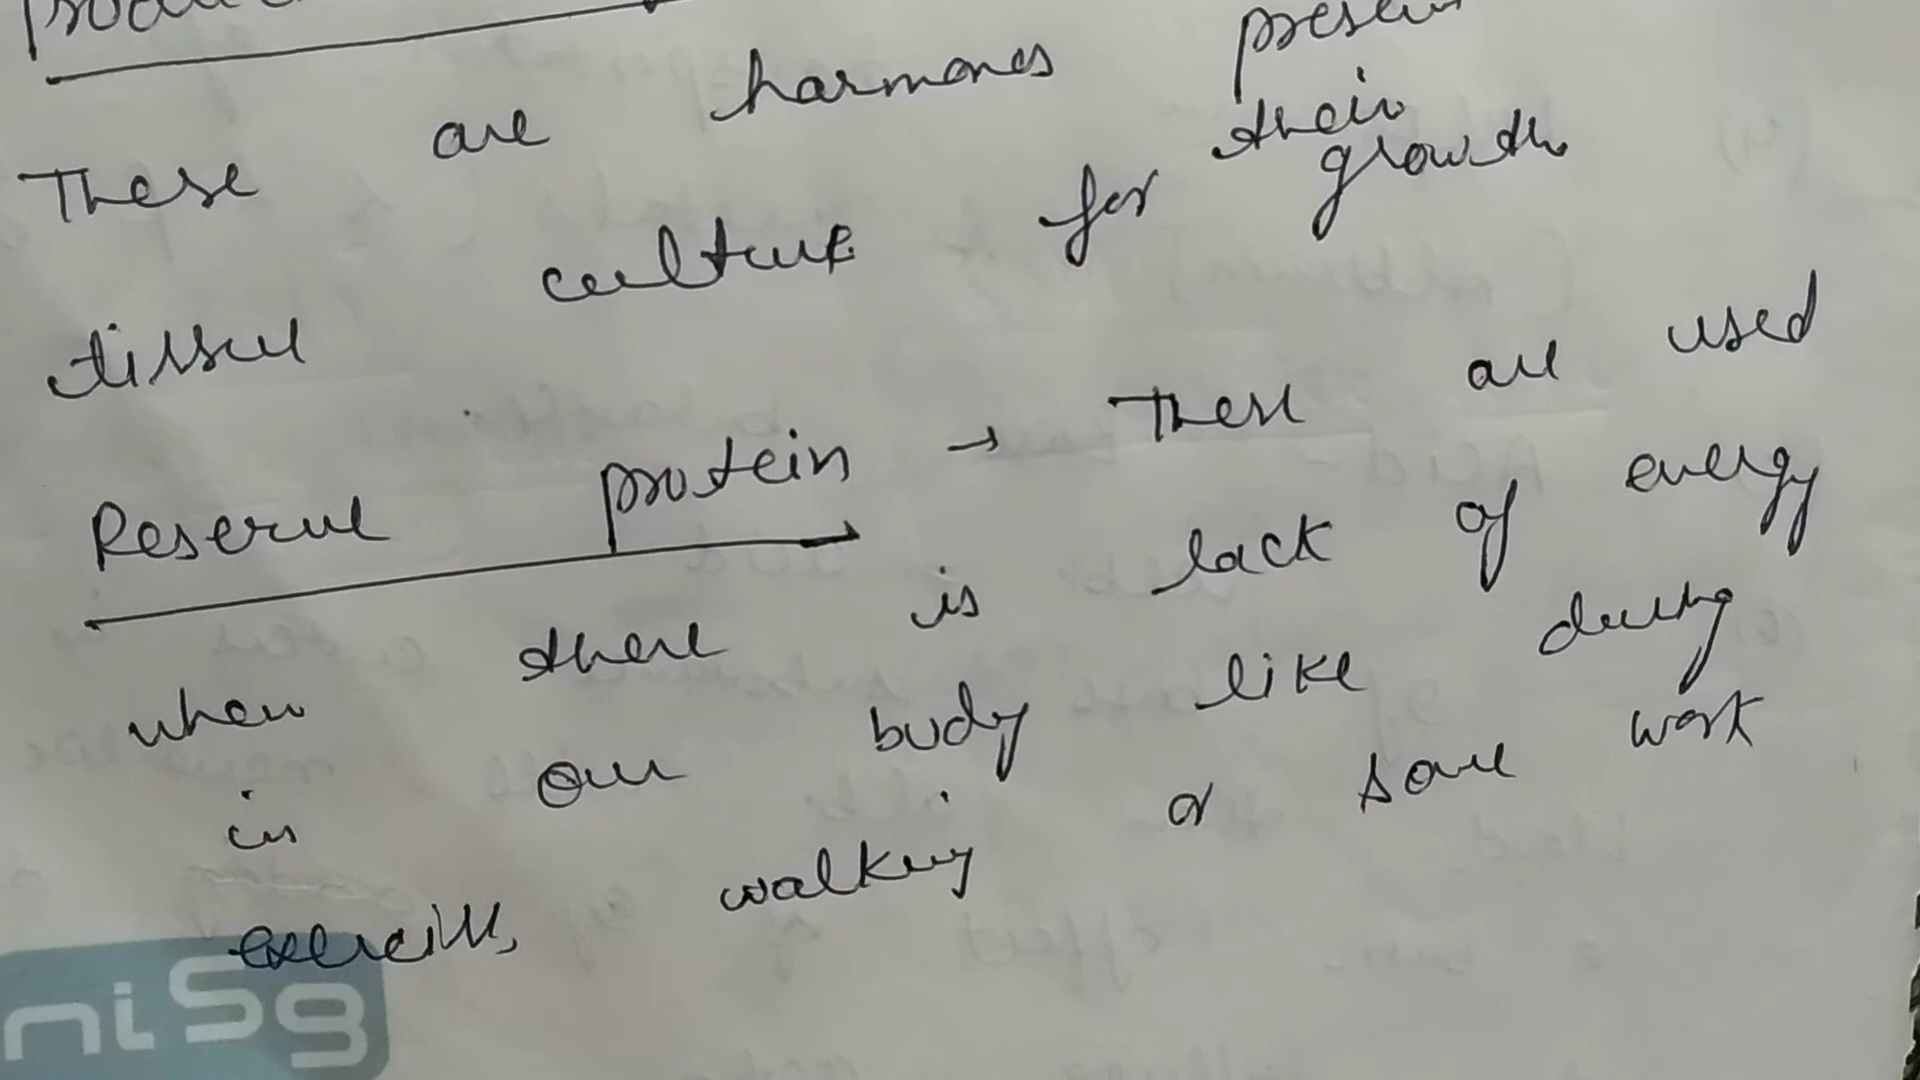 These are harmones
tissue culture for their growth
Reserve protein → These are used
when there is lack of energy
in our body like during
exercise, walking or some work
niSg